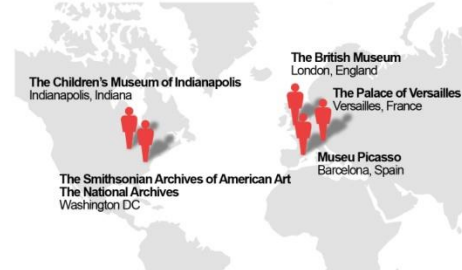 The British Museum
London, England
The Children's Museum of Indianapolis
Indianapolis, Indiana
The Palace of Versailles
Versailles, France
Museu Picasso
Barcelona, Spain
The Smithsonian Archives of American Art
The National Archives
Washington DC